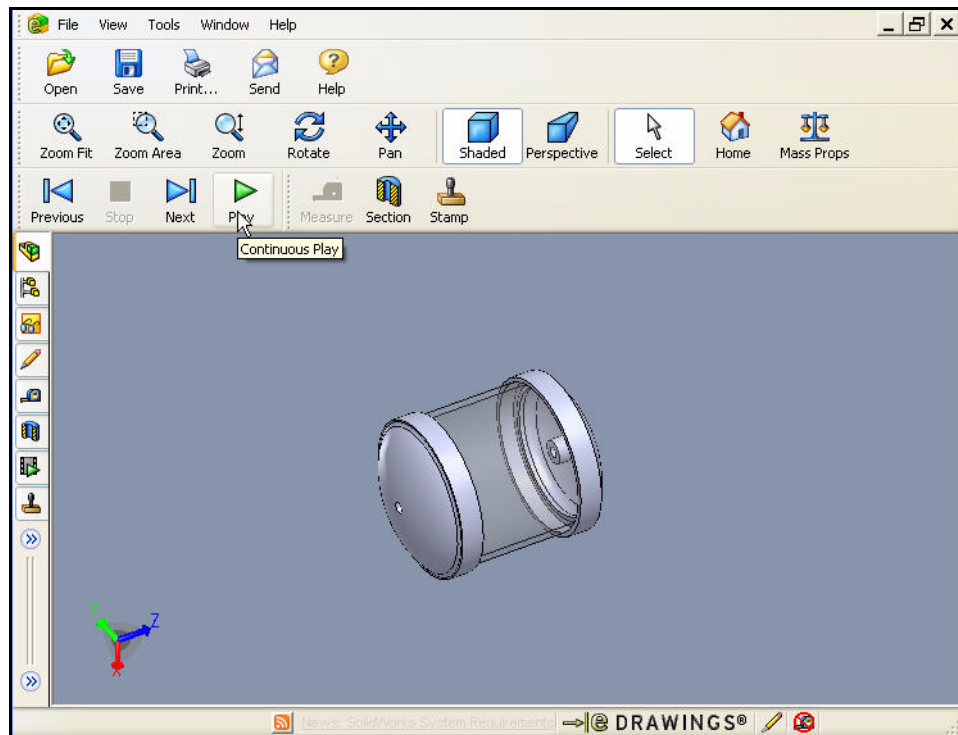 File View Tools Window Help
Open Save Print... Send Help
Zoom Fit Zoom Area Zoom Rotate Pan Shaded Perspective Select Home Mass Props
Previous Stop Next Play Measure Section Stamp
Continuous Play
Y
Z
X
News: SolidWorks System Requirements e DRAWINGS®